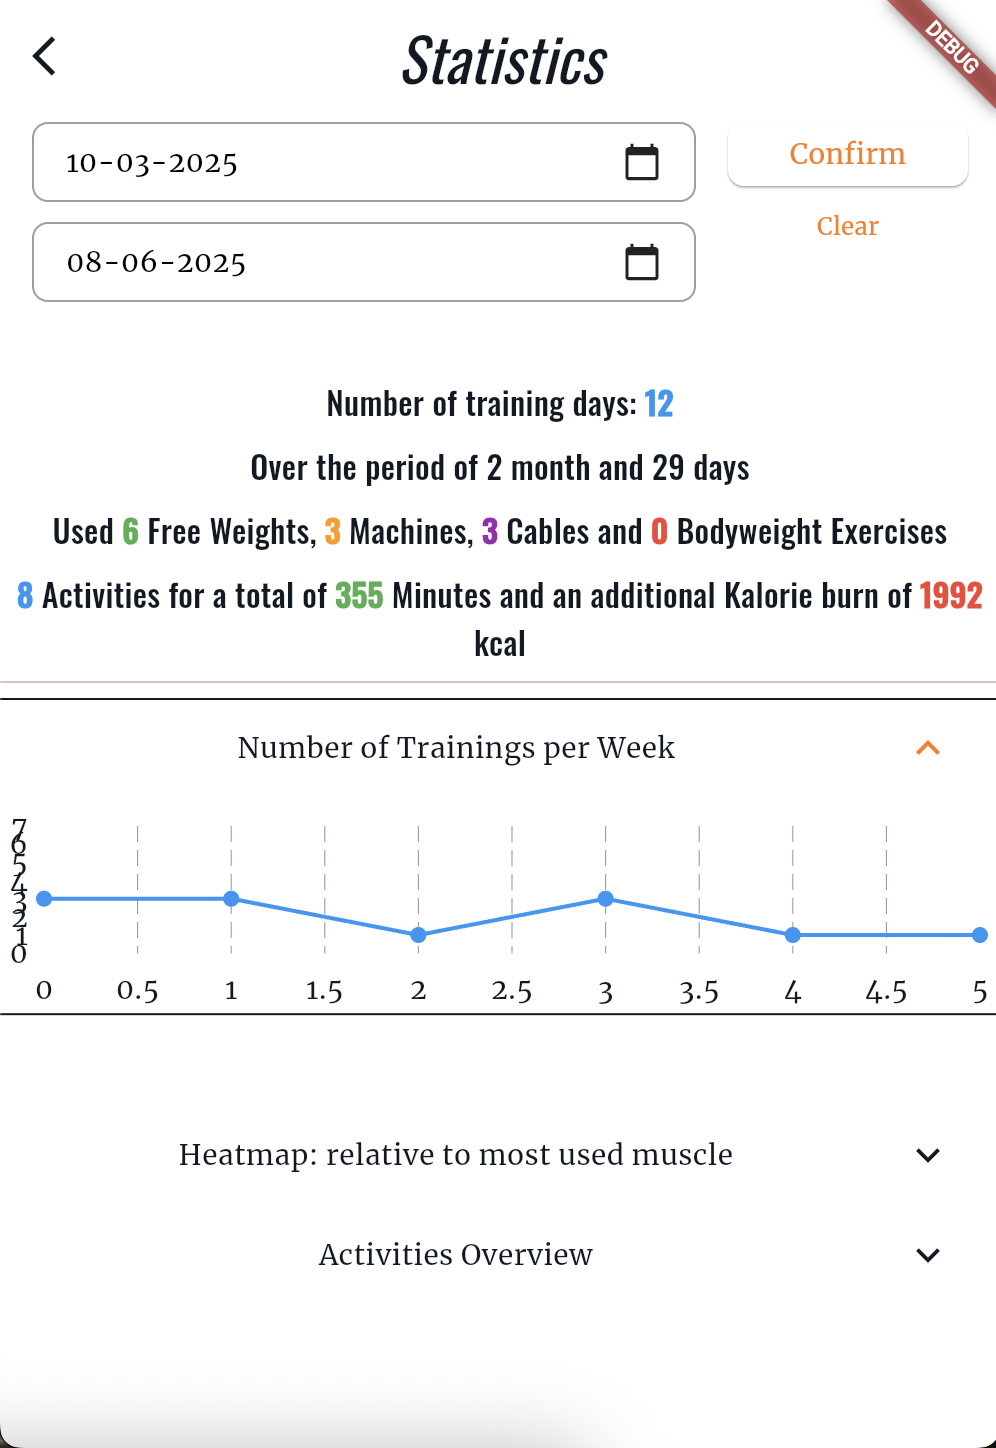 Statistics
DEBUG
10-03-2025
Confirm
08-06-2025
Clear
Number of training days: 12
Over the period of 2 month and 29 days
Used 6 Free Weights, 3 Machines, 3 Cables and 0 Bodyweight Exercises
8 Activities for a total of 355 Minutes and an additional Kalorie burn of 1992
kcal
Number of Trainings per Week
7
6
5
4
3
2
1
0
0 0.5 1 1.5 2 2.5 3 3.5 4 4.5 5
Heatmap: relative to most used muscle
Activities Overview